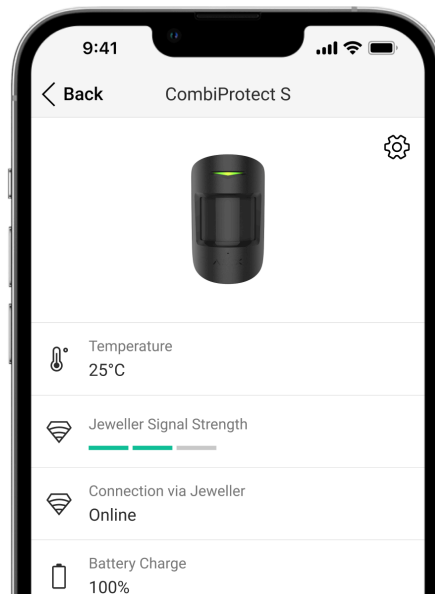 9:41
Back
CombiProtect S
Temperature
25°C
Jeweller Signal Strength
Connection via Jeweller
Online
Battery Charge
100%